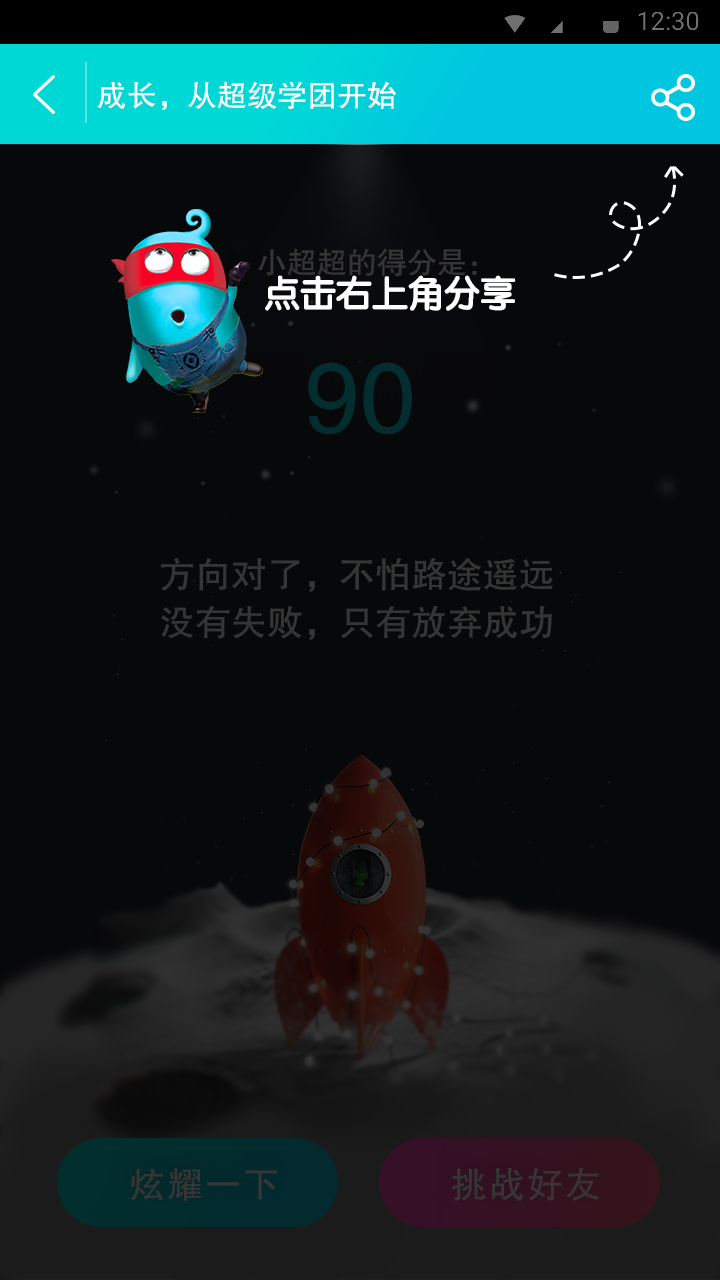 12:30
成长，从超级学团开始
小超超的得分是:
点击右上角分享
90
方向对了，不怕路途遥远
没有失败，只有放弃成功
炫耀一下
挑战好友